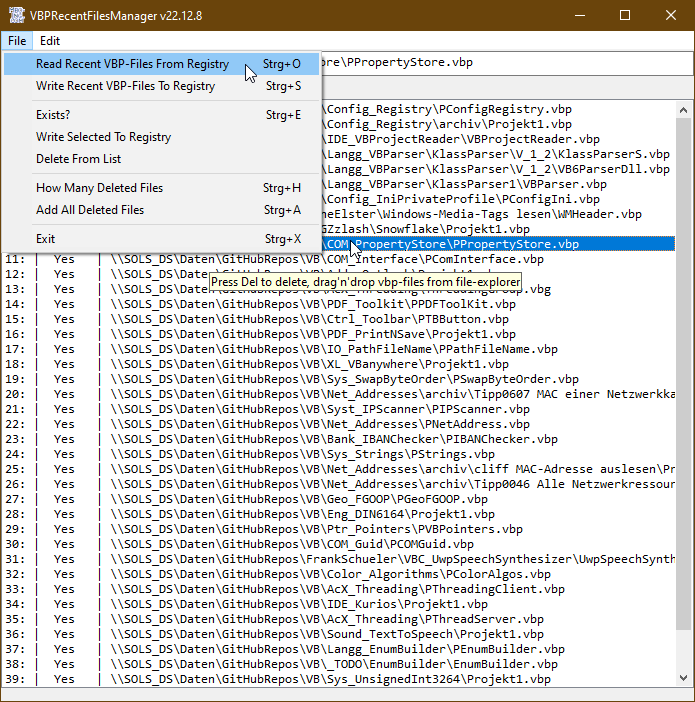 VBPRecentFilesManager v22.12.8
File Edit
Read Recent VBP-Files From Registry Strg+O
Write Recent VBP-Files To Registry Strg+S
Exists? Strg+E
Write Selected To Registry
Delete From List
How Many Deleted Files Strg+H
Add All Deleted Files Strg+A
Exit Strg+X
ore\PPropertyStore.vbp
\Config_Registry\PConfigRegistry.vbp
\Config_Registry\archiv\Projekt1.vbp
\IDE_VBProjectReader\VBProjectReader.vbp
\Langg_VBParser\KlassParser\V_1_2\KlassParserS.vbp
\Langg_VBParser\KlassParser\V_1_2\VB6ParserDll.vbp
\Langg_VBParser\KlassParser1\VBParser.vbp
\Config_IniPrivateProfile\PConfigIni.vbp
neElster\Windows-Media-Tags lesen\WMHeader.vbp
GZzlash\Snowflake\Projekt1.vbp
\COM_PropertyStore\PPropertyStore.vbp
11: | Yes | \\SOLS_DS\Daten\GitHubRepos\VB\COM_Interface\PComInterface.vbp
12: | Yes | \\SOLS_DS\Daten\GitHubRepos\VB\
Press Del to delete, drag'n'drop vbp-files from file-explorer
13: | Yes | \\SOLS_DS\Daten\GitHubRepos\VB\AcX_Threading\ThreadingGroup.vbg
14: | Yes | \\SOLS_DS\Daten\GitHubRepos\VB\PDF_Toolkit\PPDFToolKit.vbp
15: | Yes | \\SOLS_DS\Daten\GitHubRepos\VB\Ctrl_Toolbar\PTBButton.vbp
16: | Yes | \\SOLS_DS\Daten\GitHubRepos\VB\PDF_PrintNSave\Projekt1.vbp
17: | Yes | \\SOLS_DS\Daten\GitHubRepos\VB\IO_PathFileName\PPathFileName.vbp
18: | Yes | \\SOLS_DS\Daten\GitHubRepos\VB\XL_VBanywhere\Projekt1.vbp
19: | Yes | \\SOLS_DS\Daten\GitHubRepos\VB\Sys_SwapByteOrder\PSwapByteOrder.vbp
20: | Yes | \\SOLS_DS\Daten\GitHubRepos\VB\Net_Addresses\archiv\Tipp0607 MAC einer Netzwerkka
21: | Yes | \\SOLS_DS\Daten\GitHubRepos\VB\Syst_IPScanner\PIPScanner.vbp
22: | Yes | \\SOLS_DS\Daten\GitHubRepos\VB\Net_Addresses\PNetAddress.vbp
23: | Yes | \\SOLS_DS\Daten\GitHubRepos\VB\Bank_IBANChecker\PIBANChecker.vbp
24: | Yes | \\SOLS_DS\Daten\GitHubRepos\VB\Sys_Strings\PStrings.vbp
25: | Yes | \\SOLS_DS\Daten\GitHubRepos\VB\Net_Addresses\archiv\cliff MAC-Adresse auslesen\Pr
26: | Yes | \\SOLS_DS\Daten\GitHubRepos\VB\Net_Addresses\archiv\Tipp0046 Alle Netzwerkressour
27: | Yes | \\SOLS_DS\Daten\GitHubRepos\VB\Geo_FGOOP\PGeoFGOOP.vbp
28: | Yes | \\SOLS_DS\Daten\GitHubRepos\VB\Eng_DIN6164\Projekt1.vbp
29: | Yes | \\SOLS_DS\Daten\GitHubRepos\VB\Ptr_Pointers\PVBPointers.vbp
30: | Yes | \\SOLS_DS\Daten\GitHubRepos\VB\COM_Guid\PCOMGuid.vbp
31: | Yes | \\SOLS_DS\Daten\GitHubRepos\FrankSchueler\VBC_UwpSpeechSynthesizer\UwpSpeechSynth
32: | Yes | \\SOLS_DS\Daten\GitHubRepos\VB\Color_Algorithms\PColorAlgos.vbp
33: | Yes | \\SOLS_DS\Daten\GitHubRepos\VB\AcX_Threading\PThreadingClient.vbp
34: | Yes | \\SOLS_DS\Daten\GitHubRepos\VB\IDE_Kurios\Projekt1.vbp
35: | Yes | \\SOLS_DS\Daten\GitHubRepos\VB\AcX_Threading\PThreadServer.vbp
36: | Yes | \\SOLS_DS\Daten\GitHubRepos\VB\Sound_TextToSpeech\Projekt1.vbp
37: | Yes | \\SOLS_DS\Daten\GitHubRepos\VB\Langg_EnumBuilder\PEnumBuilder.vbp
38: | Yes | \\SOLS_DS\Daten\GitHubRepos\VB\_TODO\EnumBuilder\EnumBuilder.vbp
39: | Yes | \\SOLS_DS\Daten\GitHubRepos\VB\Sys_UnsignedInt3264\Projekt1.vbp